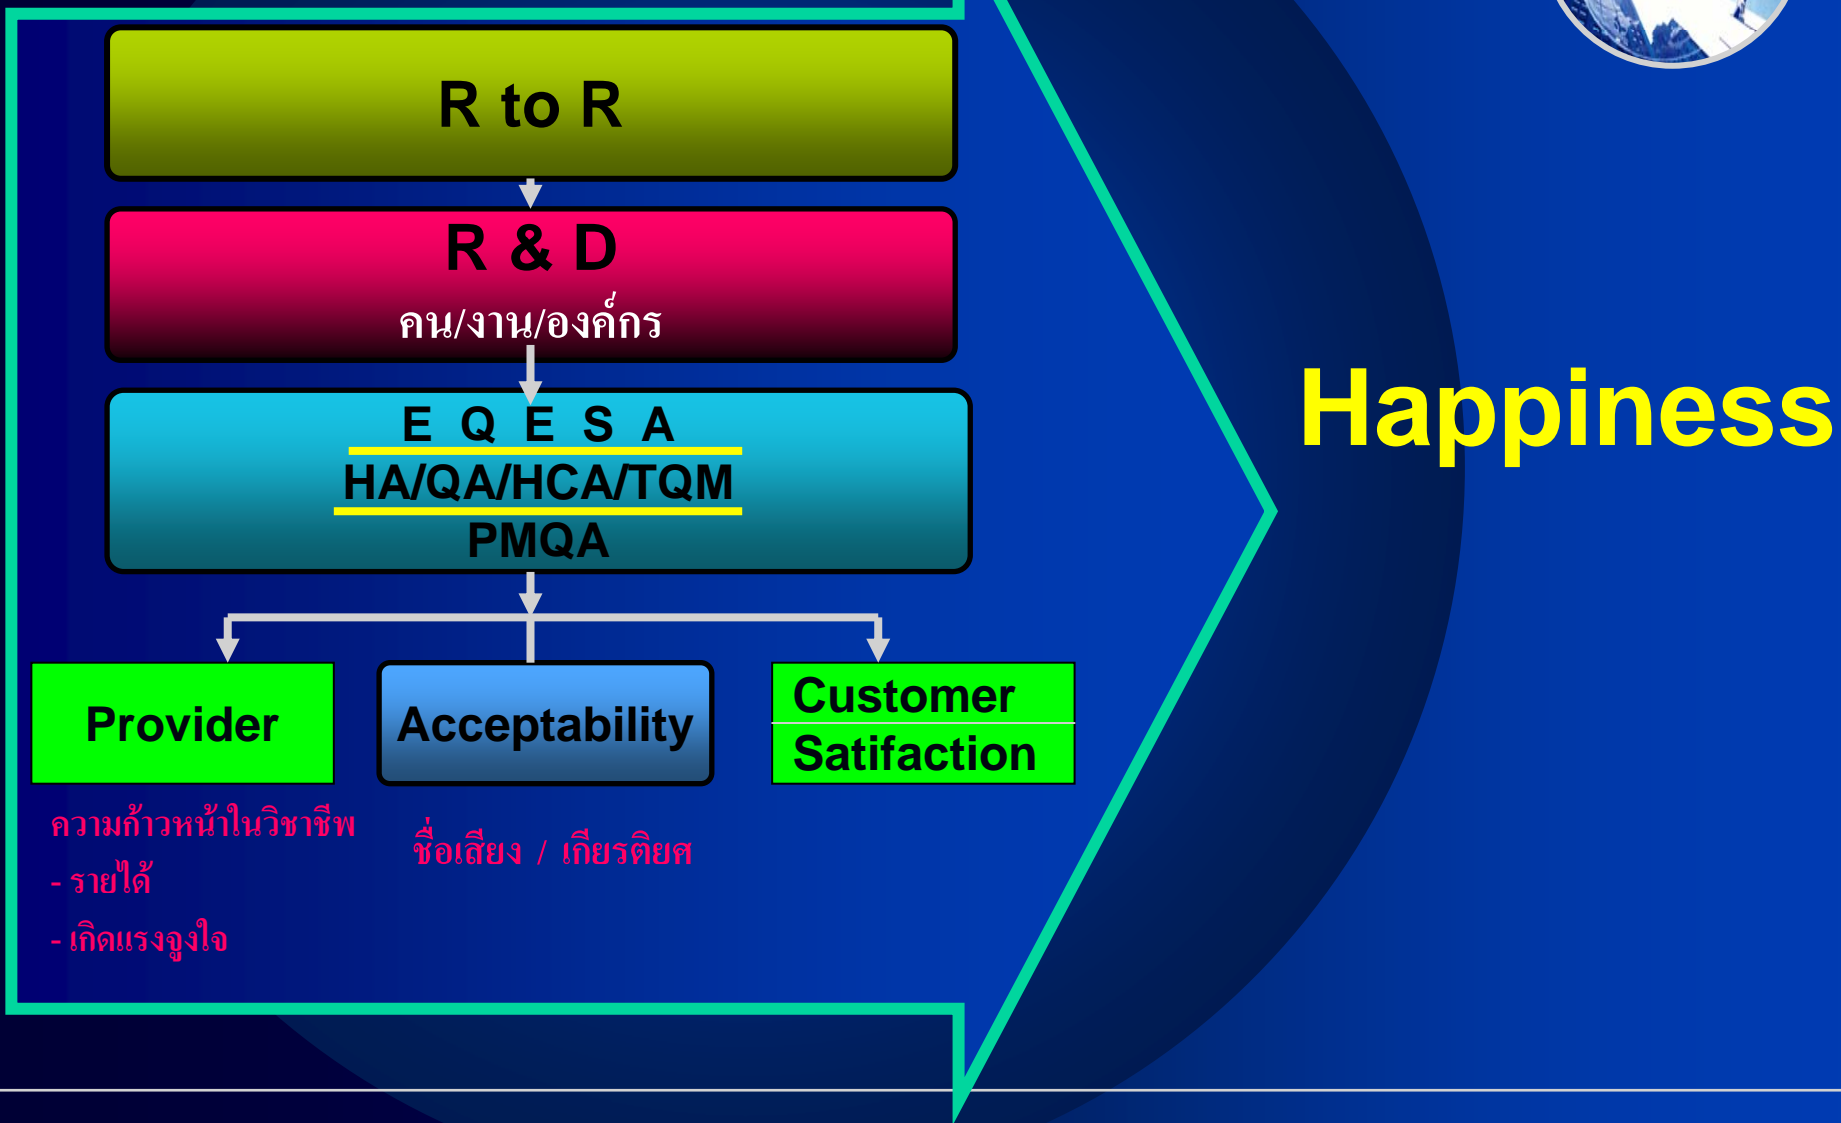 R to R
R & D
คน/งาน/องค์กร
E Q E S A
HA/QA/HCA/TQM
PMQA
Happiness
Provider
Acceptability
Customer
Satifaction
ความก้าวหน้าในวิชาชีพ
- รายได้
- เกิดแรงจูงใจ
ชื่อเสียง / เกียรติยศ